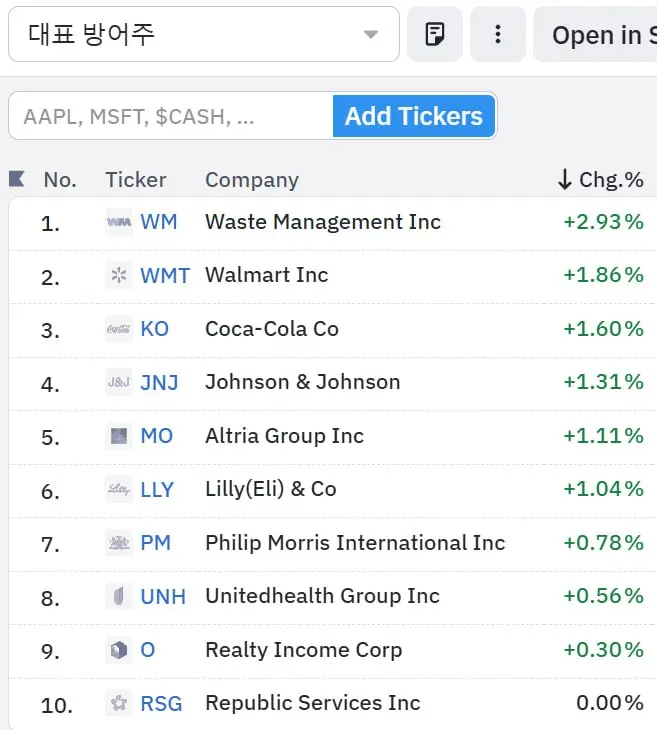 대표 방어주
Open in S
AAPL, MSFT, $CASH, ... Add Tickers
No. Ticker Company ↓ Chg.%
1. WM Waste Management Inc +2.93%
2. WMT Walmart Inc +1.86%
3. KO Coca-Cola Co +1.60%
4. J&J JNJ Johnson & Johnson +1.31%
5. MO Altria Group Inc +1.11%
6. Lilly LLY Lilly(Eli) & Co +1.04%
7. PM Philip Morris International Inc +0.78%
8. UNH Unitedhealth Group Inc +0.56%
9. O Realty Income Corp +0.30%
10. RSG Republic Services Inc 0.00%